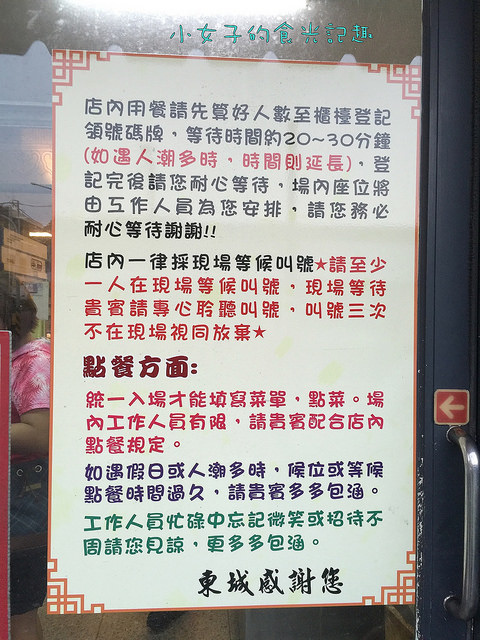 小女子的食光記趣
店內用餐請先算好人數至櫃檯登記
領號碼牌，等待時間約20~30分鐘
(如遇人潮多時，時間則延長)，登
記完後請您耐心等待，場內座位將
由工作人員為您安排，請您務必
耐心等待謝謝!!
店內一律採現場等候叫號★請至少
一人在現場等候叫號，現場等待
貴賓請專心聆聽叫號，叫號三次
不在現場視同放棄★
點餐方面:
統一入場才能填寫菜單，點菜。場
內工作人員有限，請貴賓配合店內
點餐規定。
如遇假日或人潮多時，候位或等候
點餐時間過久，請貴賓多多包涵。
工作人員忙碌中忘記微笑或招待不
周請您見諒，更多多包涵。
東城感謝您